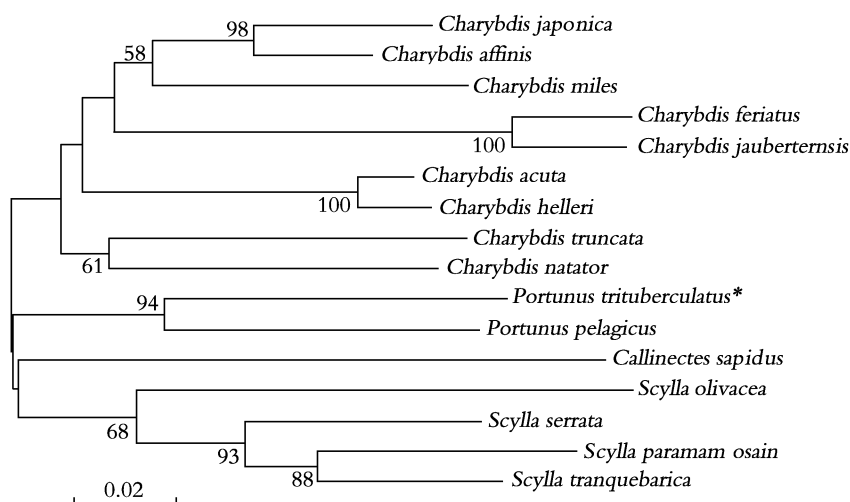 98
Charybdis japonica
58
Charybdis affinis
Charybdis miles
Charybdis feriatus
100
Charybdis jauberternsis
Charybdis acuta
100
Charybdis helleri
Charybdis truncata
61
Charybdis natator
94
Portunus trituberculatus*
Portunus pelagicus
Callinectes sapidus
Scylla olivacea
68
Scylla serrata
93
Scylla paramam osain
88
Scylla tranquebarica
0.02